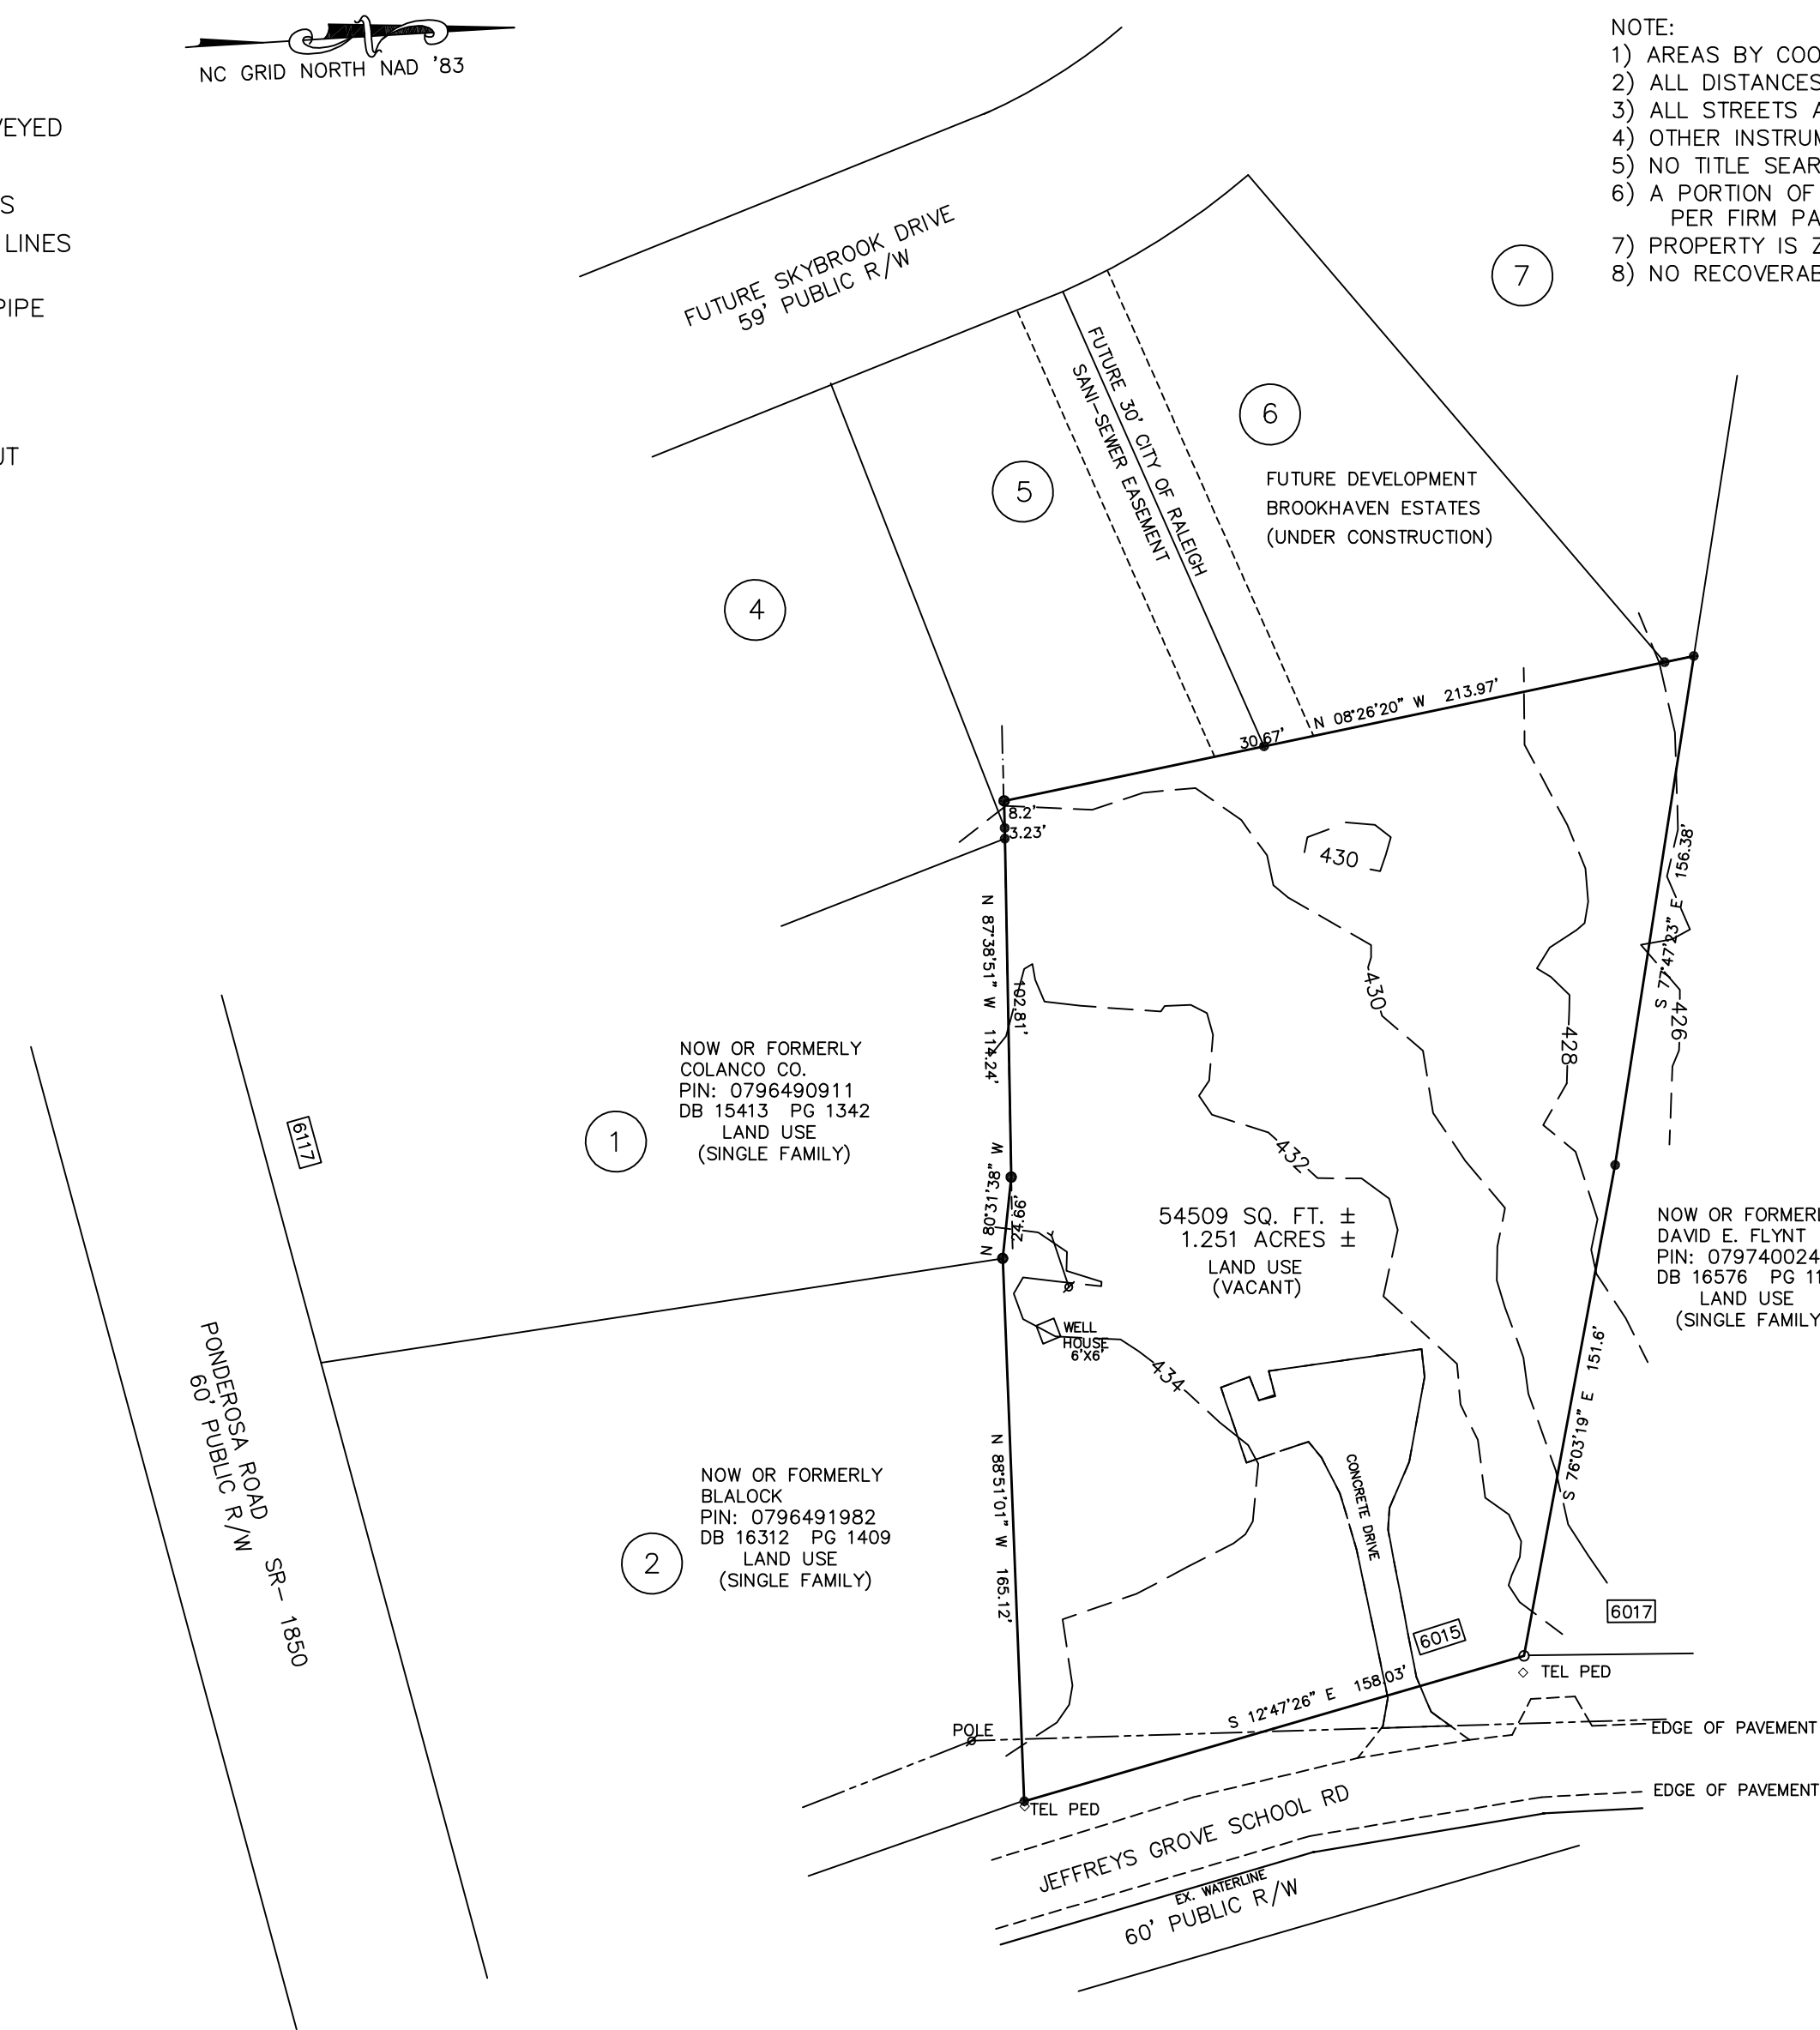 NC GRID NORTH NAD '83
VEYED
S
LINES
PIPE
UT
NOTE:
1) AREAS BY COO
2) ALL DISTANCES
3) ALL STREETS A
4) OTHER INSTRUM
5) NO TITLE SEAR
6) A PORTION OF
PER FIRM PA
7) PROPERTY IS Z
8) NO RECOVERAB
FUTURE SKYBROOK DRIVE
59' PUBLIC R/W
7
FUTURE 30' CITY OF RALEIGH
SANI-SEWER EASEMENT
6
5
4
FUTURE DEVELOPMENT
BROOKHAVEN ESTATES
(UNDER CONSTRUCTION)
N 08°26'20" W 213.97'
30.67'
8.2'
3.23'
430
N 87°38'51" W 114.24'
102.81'
S 77°47'23" E 156.38'
430
428
426
NOW OR FORMERLY
COLANCO CO.
PIN: 0796490911
DB 15413 PG 1342
LAND USE
(SINGLE FAMILY)
1
6117
432
N 80°31'38" W
24.66'
54509 SQ. FT. ±
1.251 ACRES ±
LAND USE
(VACANT)
NOW OR FORMERL
DAVID E. FLYNT
PIN: 079740024
DB 16576 PG 11
LAND USE
(SINGLE FAMILY
WELL
HOUSE
6'X6'
434
S 76°03'19" E 151.6'
PONDEROSA ROAD SR- 1850
60' PUBLIC R/W
N 88°51'01" W 165.12'
NOW OR FORMERLY
BLALOCK
PIN: 0796491982
DB 16312 PG 1409
LAND USE
(SINGLE FAMILY)
2
CONCRETE DRIVE
6015
6017
S 12°47'26" E 158.03'
TEL PED
POLE
EDGE OF PAVEMENT
EDGE OF PAVEMENT
TEL PED
JEFFREYS GROVE SCHOOL RD
EX. WATERLINE
60' PUBLIC R/W